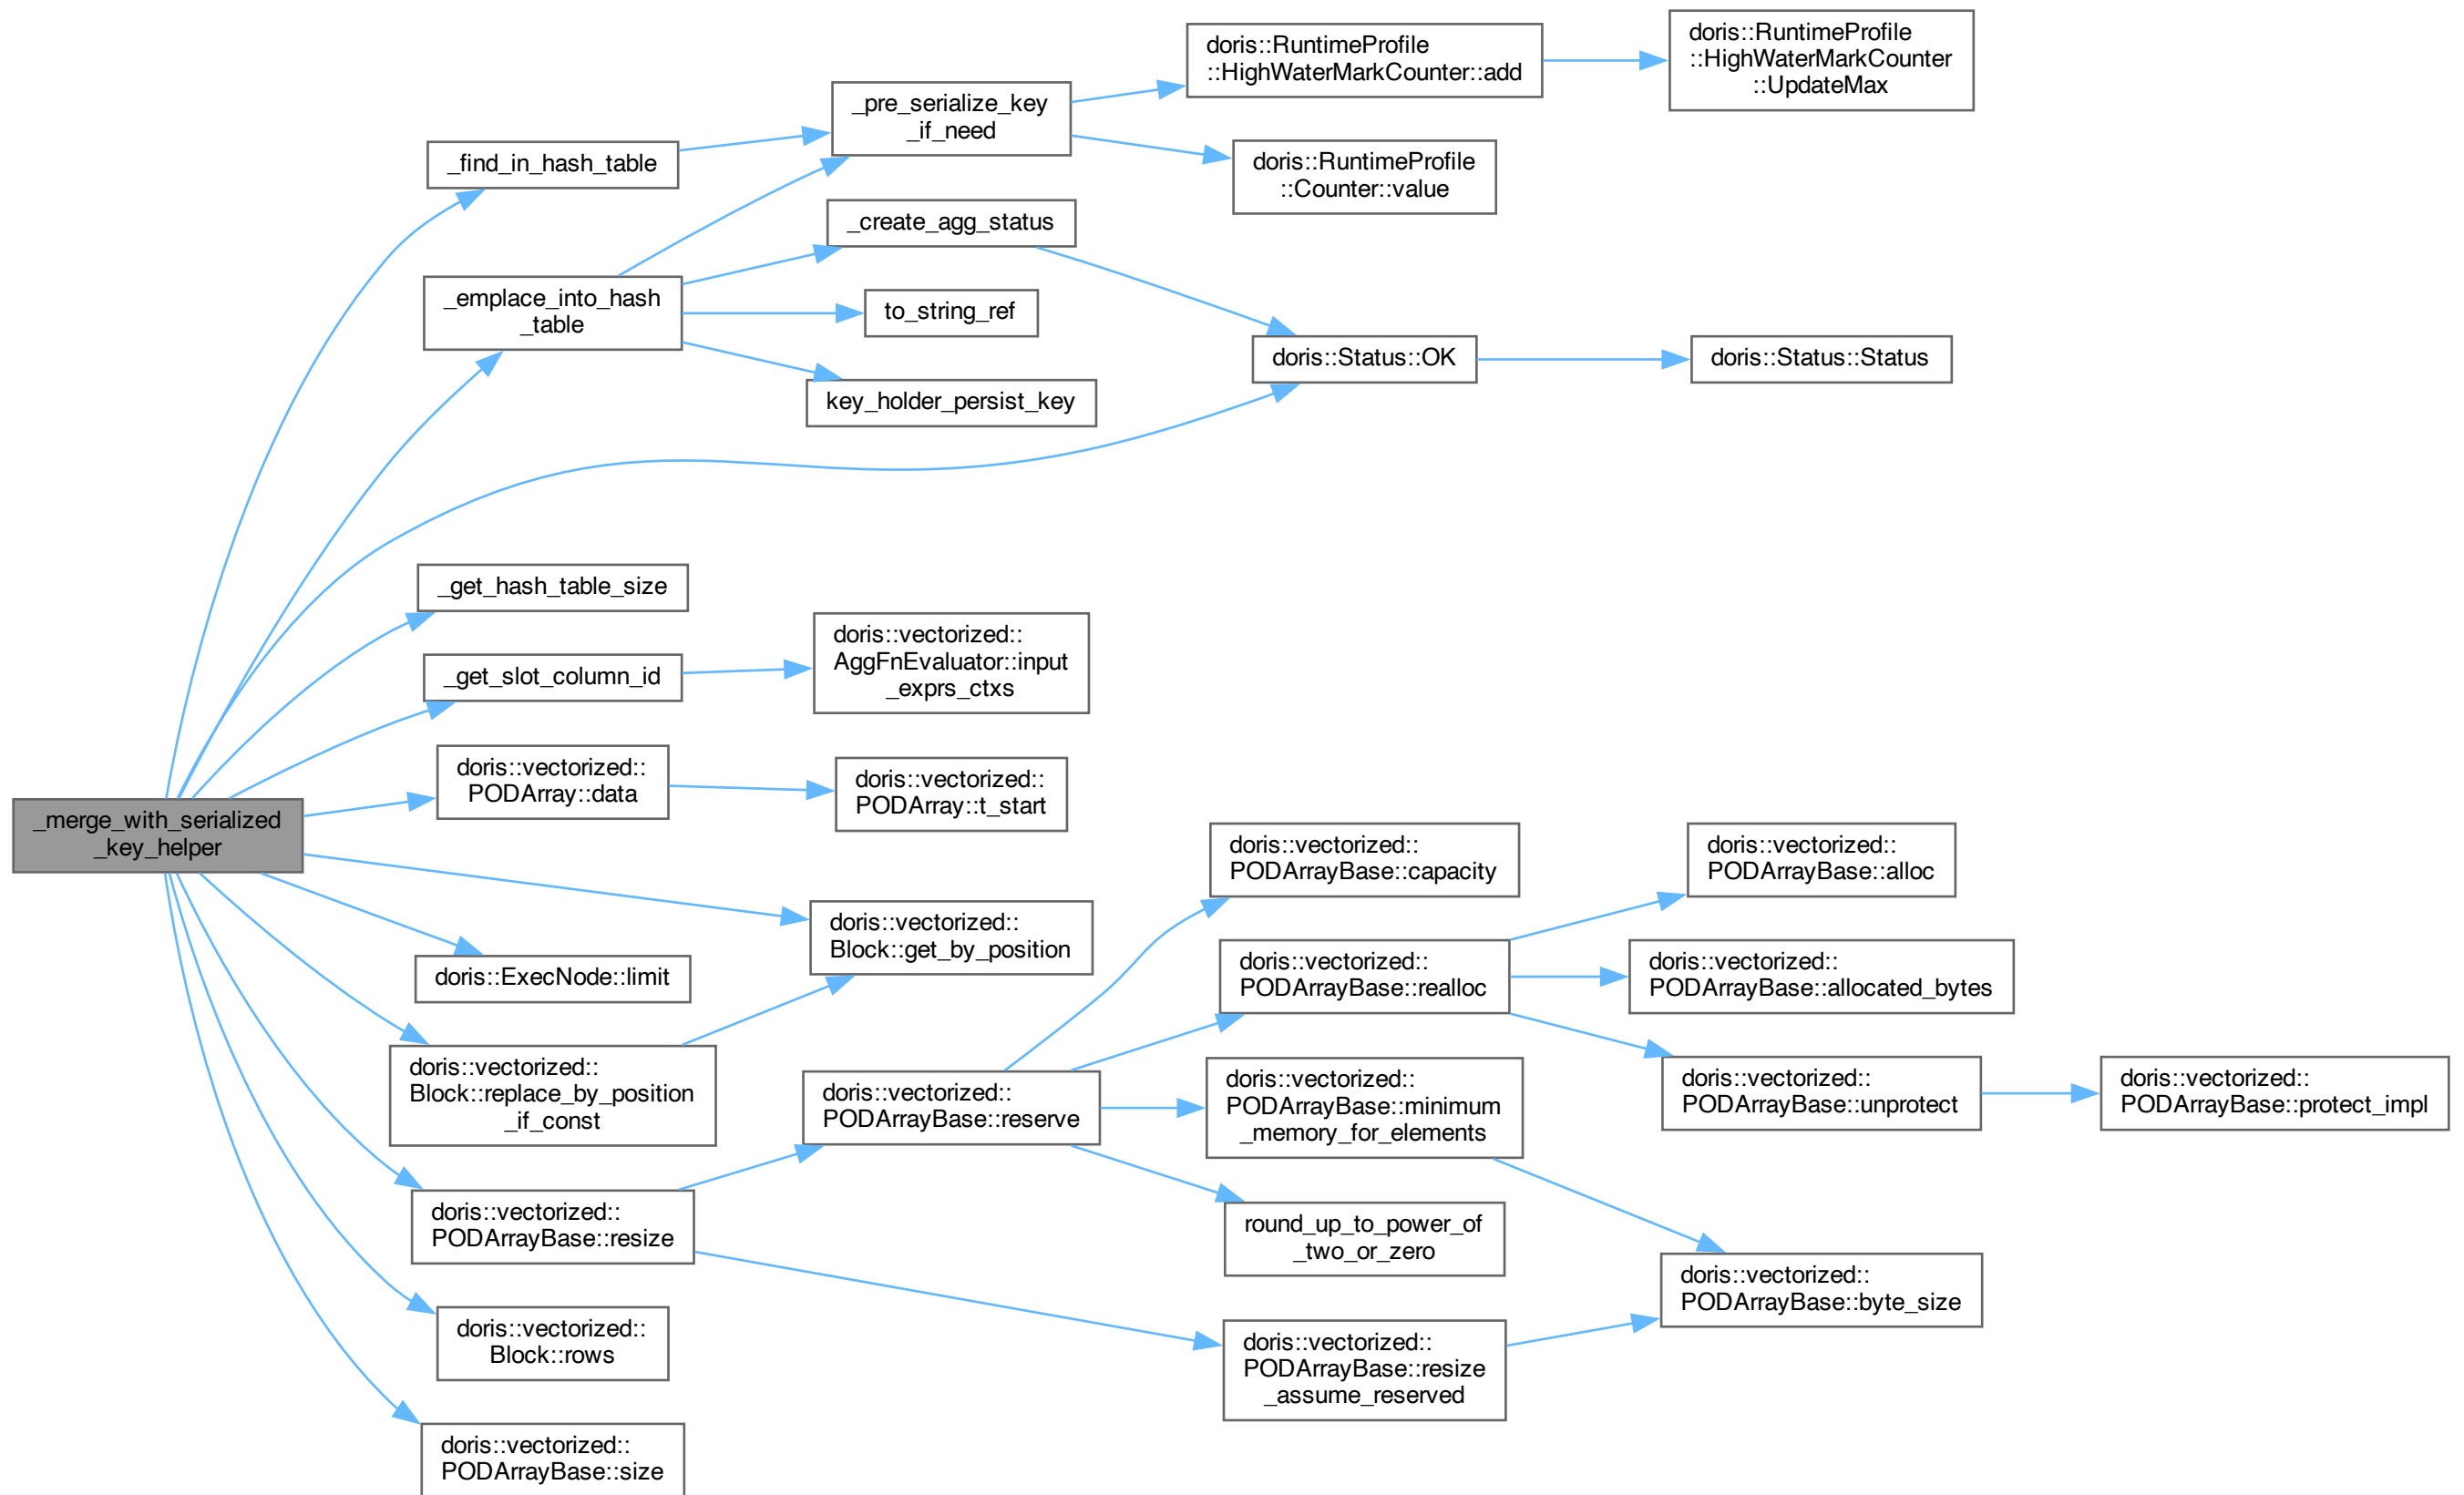 _merge_with_serialized
_key_helper
_find_in_hash_table
_emplace_into_hash
_table
_get_hash_table_size
_get_slot_column_id
doris::vectorized::
PODArray::data
doris::ExecNode::limit
doris::vectorized::
Block::replace_by_position
_if_const
doris::vectorized::
PODArrayBase::resize
doris::vectorized::
Block::rows
doris::vectorized::
PODArrayBase::size
_pre_serialize_key
_if_need
_create_agg_status
to_string_ref
key_holder_persist_key
doris::vectorized::
AggFnEvaluator::input
_exprs_ctxs
doris::vectorized::
PODArray::t_start
doris::vectorized::
Block::get_by_position
doris::vectorized::
PODArrayBase::reserve
doris::RuntimeProfile
::HighWaterMarkCounter::add
doris::RuntimeProfile
::Counter::value
doris::Status::OK
doris::vectorized::
PODArrayBase::capacity
doris::vectorized::
PODArrayBase::realloc
doris::vectorized::
PODArrayBase::minimum
_memory_for_elements
round_up_to_power_of
_two_or_zero
doris::vectorized::
PODArrayBase::resize
_assume_reserved
doris::RuntimeProfile
::HighWaterMarkCounter
::UpdateMax
doris::Status::Status
doris::vectorized::
PODArrayBase::alloc
doris::vectorized::
PODArrayBase::allocated_bytes
doris::vectorized::
PODArrayBase::unprotect
doris::vectorized::
PODArrayBase::byte_size
doris::vectorized::
PODArrayBase::protect_impl